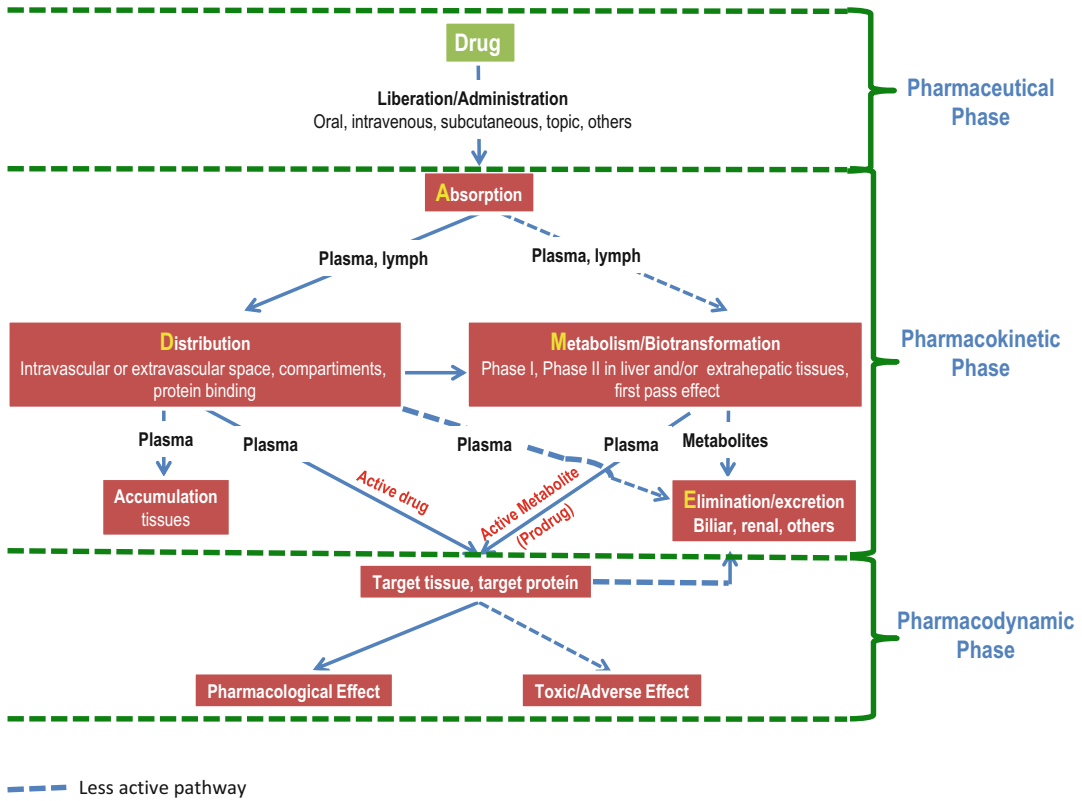 Drug
Liberation/Administration
Oral, intravenous, subcutaneous, topic, others
Pharmaceutical
Phase
Absorption
Plasma, lymph
Plasma, lymph
Distribution
Intravascular or extravascular space, compartiments,
protein binding
Metabolism/Biotransformation
Phase I, Phase II in liver and/or extrahepatic tissues,
first pass effect
Pharmacokinetic
Phase
Plasma
Plasma
Plasma
Plasma
Metabolites
Active drug
Active Metabolite
(Prodrug)
Accumulation
tissues
Elimination/excretion
Biliar, renal, others
Target tissue, target proteín
Pharmacodynamic
Phase
Pharmacological Effect
Toxic/Adverse Effect
Less active pathway